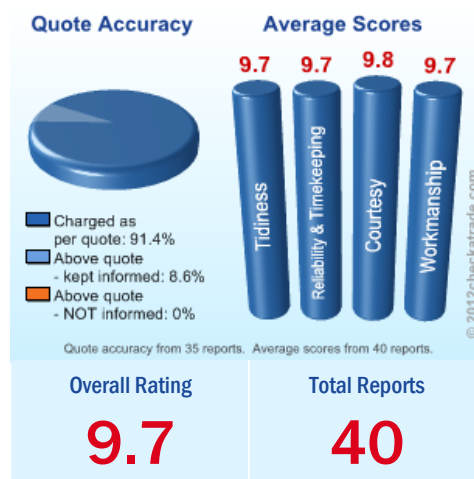 Quote Accuracy
Average Scores
9.7
9.7
9.8
9.7
Tidiness
Reliability & Timekeeping
Courtesy
Workmanship
Charged as
per quote: 91.4%
Above quote
- kept informed: 8.6%
Above quote
- NOT informed: 0%
© 2012checkatrade.com
Quote accuracy from 35 reports. Average scores from 40 reports.
Overall Rating
Total Reports
9.7
40